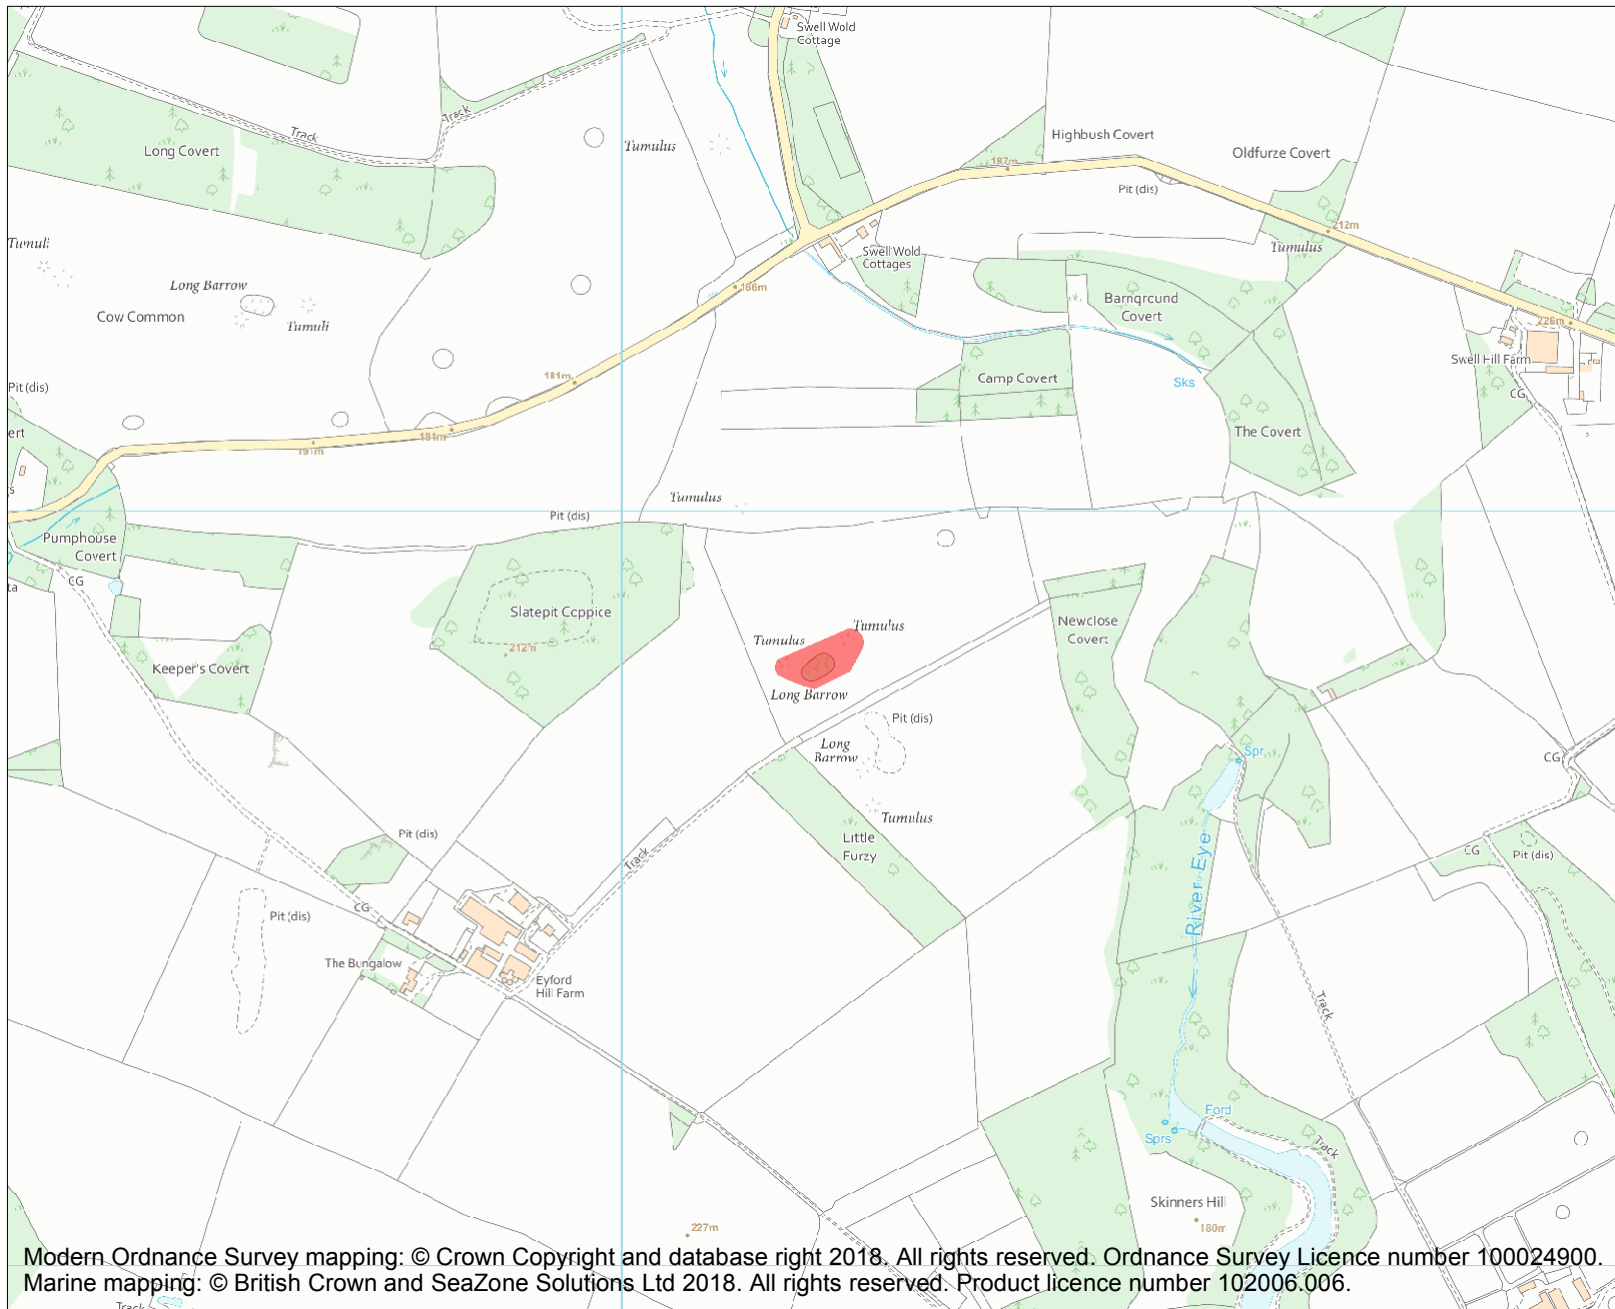 Swell Wold
Cottage
Track
Track
Long Covert
Tumulus
Highbush Covert
Oldfurze Covert
187m
Pit (dis)
212m
Tumuli
Tumulus
Swell Wold
Cottages
Long Barrow
166m
Cow Common
Tumuli
Barnground
Covert
226m
Swell Hill Farm
CG
181m
Camp Covert
Sks
Pit (dis)
ert
The Covert
181m
191m
s
Tumulus
Pit (dis)
Pumphouse
Covert
CG
ta
Slatepit Coppice
212m
Newclose
Covert
Tumulus
Tumulus
Keeper's Covert
Long Barrow
Pit (dis)
Long
Barrow
Spr
CG
Tumulus
Pit (dis)
Little
Furzy
Track
CG
Pit (dis)
River Eye
CG
Pit (dis)
The Bungalow
Eyford
Hill Farm
Track
Ford
Sprs
Track
Skinners Hill
180m
227m
Modern Ordnance Survey mapping: © Crown Copyright and database right 2018. All rights reserved. Ordnance Survey Licence number 100024900.
Marine mapping: © British Crown and SeaZone Solutions Ltd 2018. All rights reserved. Product licence number 102006.006.
Track